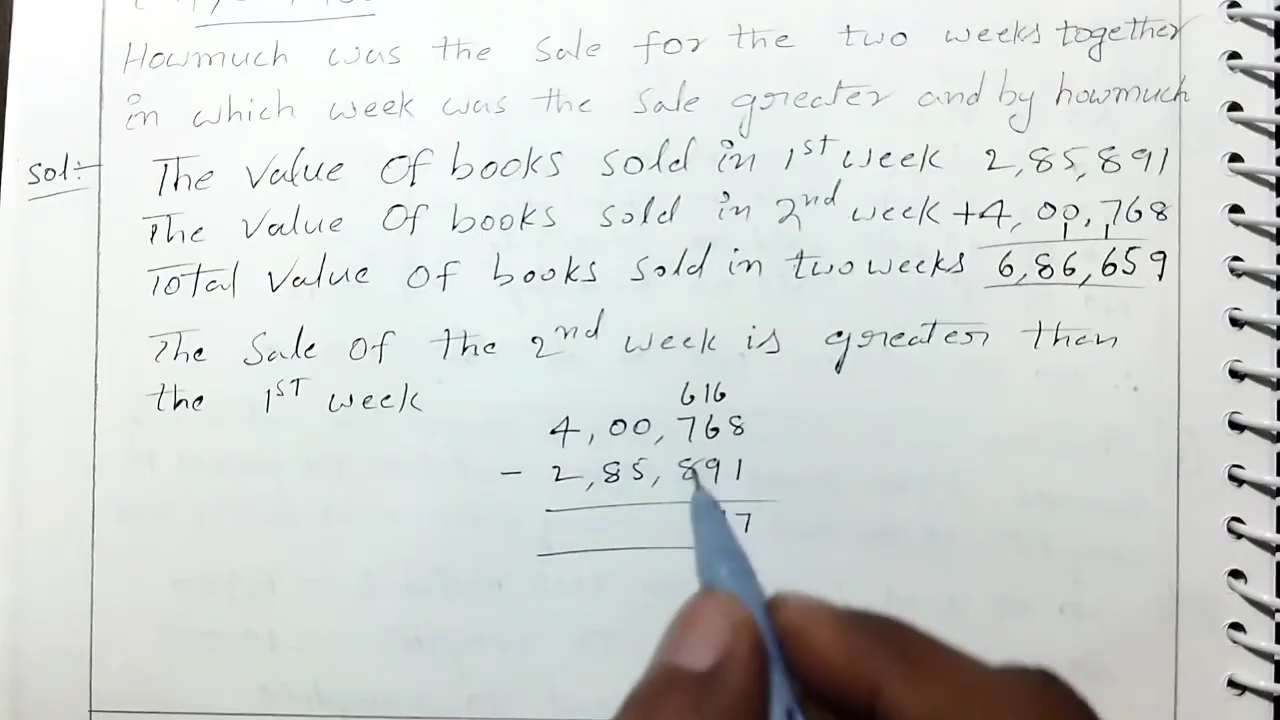 Howmuch was the sale for the two weeks together
in which week was the sale greater and by howmuch
sol:- The value of books sold in 1st week 2,85,891
The value of books sold in 2nd week +4,00,768
Total value of books sold in two weeks 6,86,659
The sale of the 2nd week is greater than
the 1ST week
616
4,00,768
- 2,85,891
7